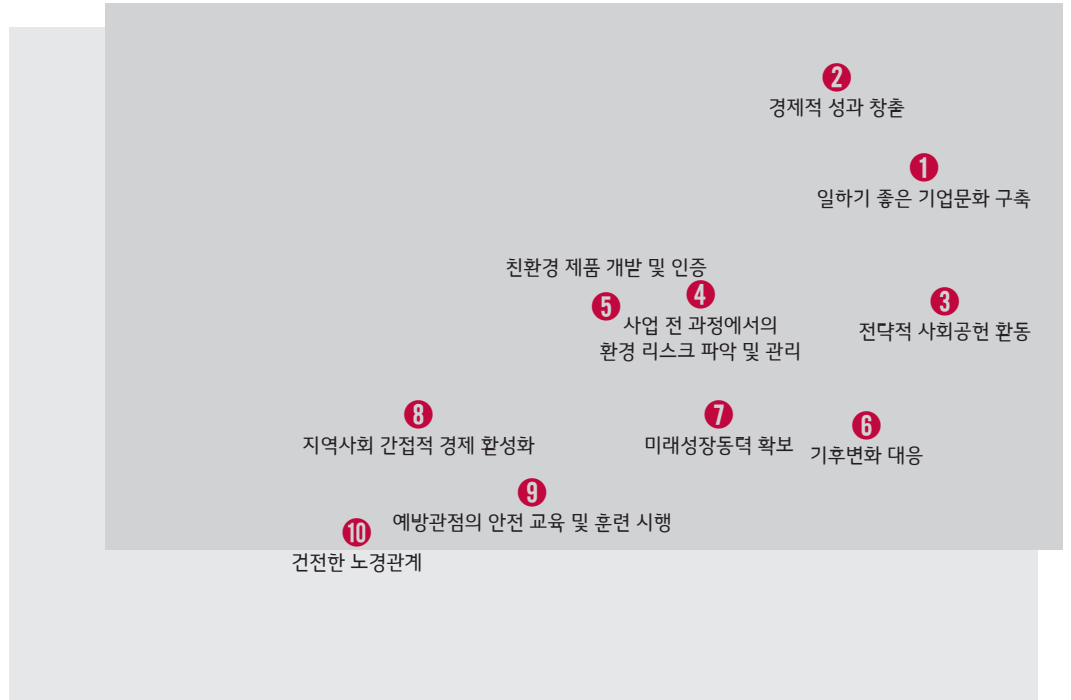 2
경제적 성과 창출
1
일하기 좋은 기업문화 구축
친환경 제품 개발 및 인증
5
4
사업 전 과정에서의
환경 리스크 파악 및 관리
3
전략적 사회공헌 활동
8
지역사회 간접적 경제 활성화
7
미래성장동력 확보
6
기후변화 대응
9
예방관점의 안전 교육 및 훈련 시행
10
건전한 노경관계